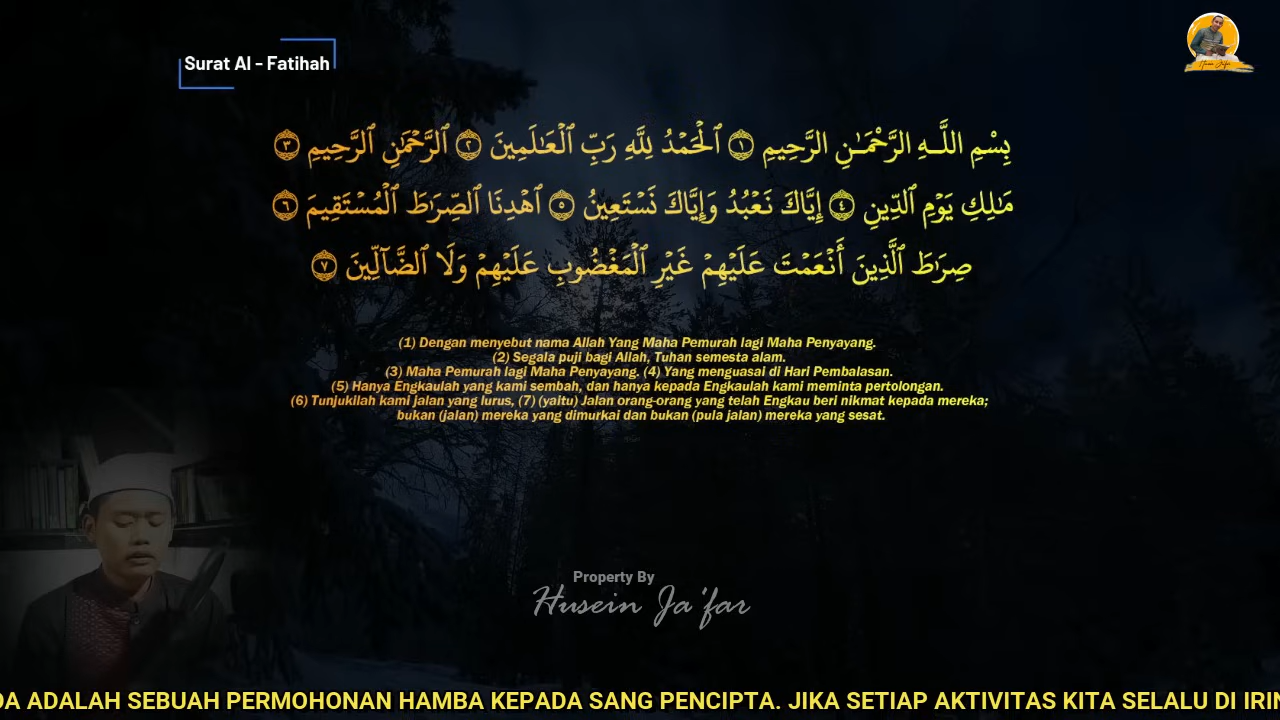 Surat Al - Fatihah
بِسْمِ اللَّـهِ الرَّحْمَـٰنِ الرَّحِيمِ ﴿١﴾ ٱلْحَمْدُ لِلَّهِ رَبِّ ٱلْعَـٰلَمِينَ ﴿٢﴾ ٱلرَّحْمَـٰنِ ٱلرَّحِيمِ ﴿٣﴾
مَـٰلِكِ يَوْمِ ٱلدِّينِ ﴿٤﴾ إِيَّاكَ نَعْبُدُ وَإِيَّاكَ نَسْتَعِينُ ﴿٥﴾ ٱهْدِنَا ٱلصِّرَٰطَ ٱلْمُسْتَقِيمَ ﴿٦﴾
صِرَٰطَ ٱلَّذِينَ أَنْعَمْتَ عَلَيْهِمْ غَيْرِ ٱلْمَغْضُوبِ عَلَيْهِمْ وَلَا ٱلضَّآلِّينَ ﴿٧﴾
(1) Dengan menyebut nama Allah Yang Maha Pemurah lagi Maha Penyayang.
(2) Segala puji bagi Allah, Tuhan semesta alam.
(3) Maha Pemurah lagi Maha Penyayang. (4) Yang menguasai di Hari Pembalasan.
(5) Hanya Engkaulah yang kami sembah, dan hanya kepada Engkaulah kami meminta pertolongan.
(6) Tunjukilah kami jalan yang lurus, (7) (yaitu) Jalan orang-orang yang telah Engkau beri nikmat kepada mereka;
bukan (jalan) mereka yang dimurkai dan bukan (pula jalan) mereka yang sesat.
Property By
Husein Ja'far
ADALAH SEBUAH PERMOHONAN HAMBA KEPADA SANG PENCIPTA. JIKA SETIAP AKTIVITAS KITA SELALU DI